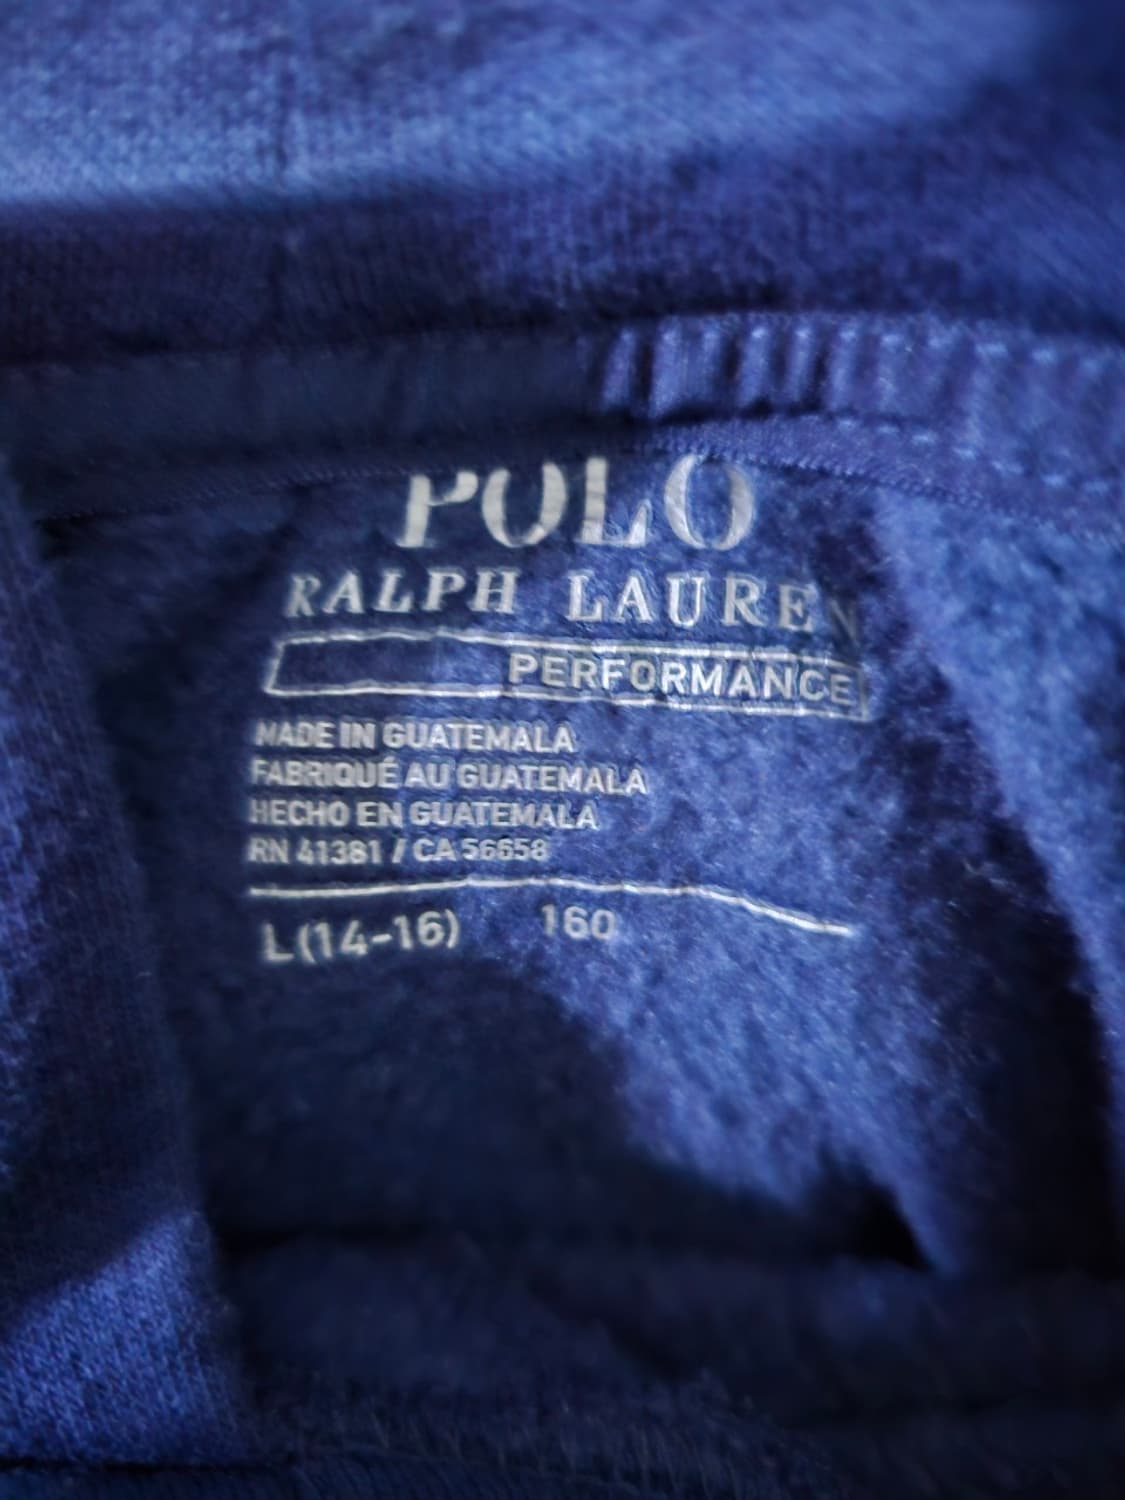 POLO
RALPH LAUREN
PERFORMANCE
MADE IN GUATEMALA
FABRIQUÉ AU GUATEMALA
HECHO EN GUATEMALA
RN 41381 / CA 56658
L(14-16) 160